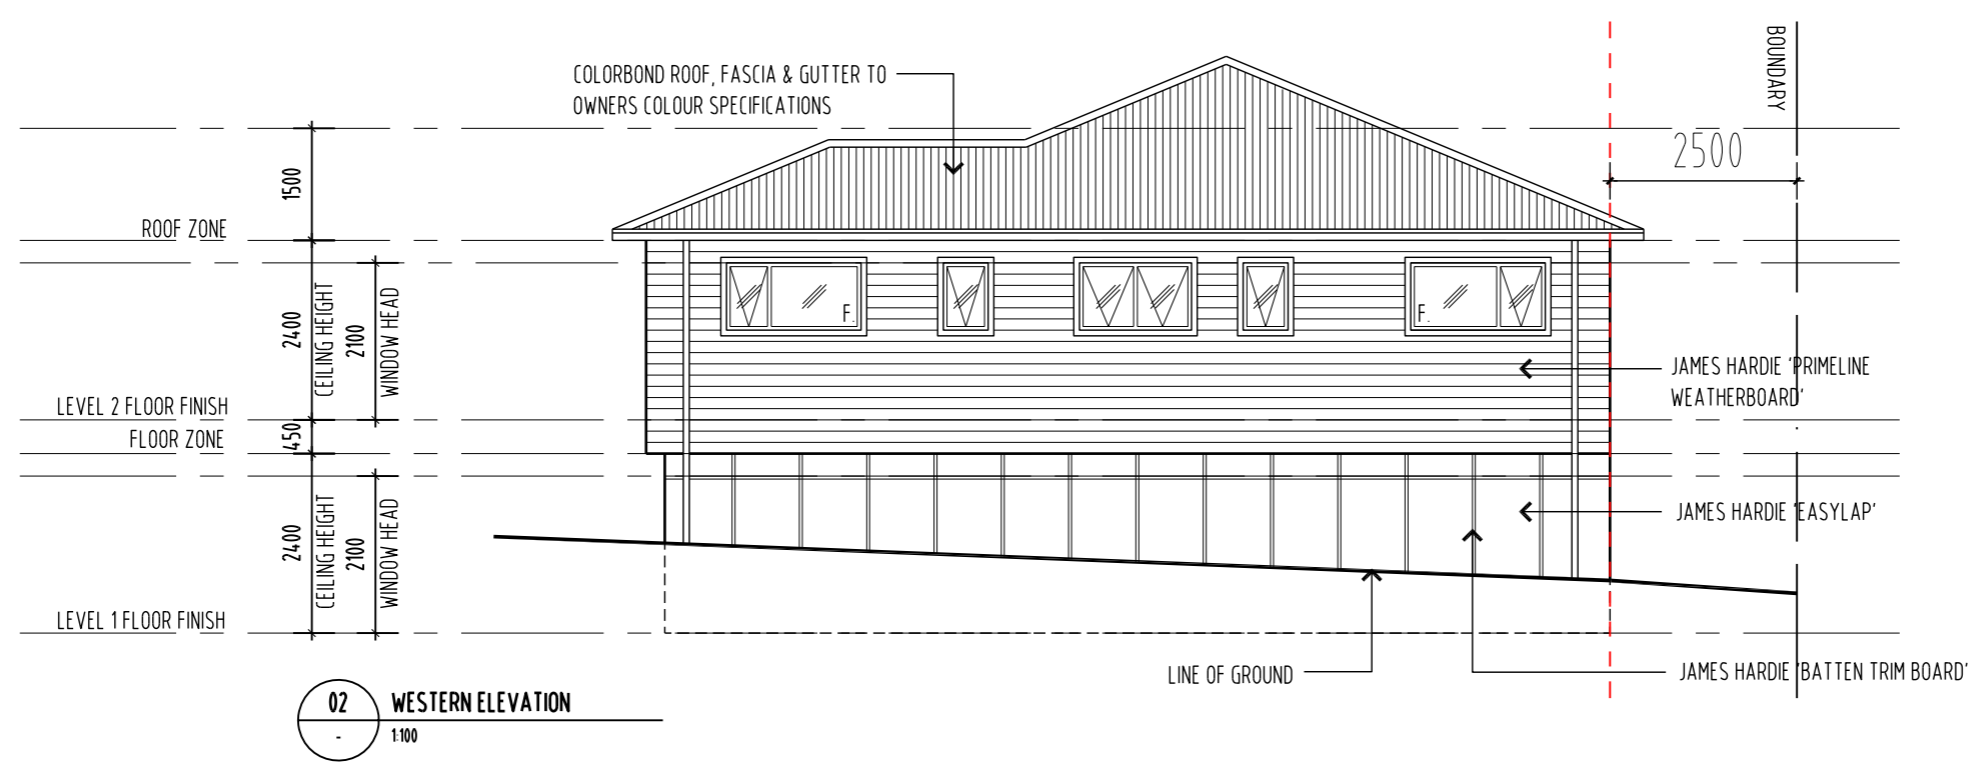 BOUNDARY
COLORBOND ROOF, FASCIA & GUTTER TO
OWNERS COLOUR SPECIFICATIONS
2500
1500
ROOF ZONE
2400
CEILING HEIGHT
2100
WINDOW HEAD
F.
F.
JAMES HARDIE 'PRIMELINE
WEATHERBOARD'
LEVEL 2 FLOOR FINISH
FLOOR ZONE
450
2400
CEILING HEIGHT
2100
WINDOW HEAD
JAMES HARDIE 'EASYLAP'
LEVEL 1 FLOOR FINISH
LINE OF GROUND
JAMES HARDIE 'BATTEN TRIM BOARD'
02
WESTERN ELEVATION
-
1:100